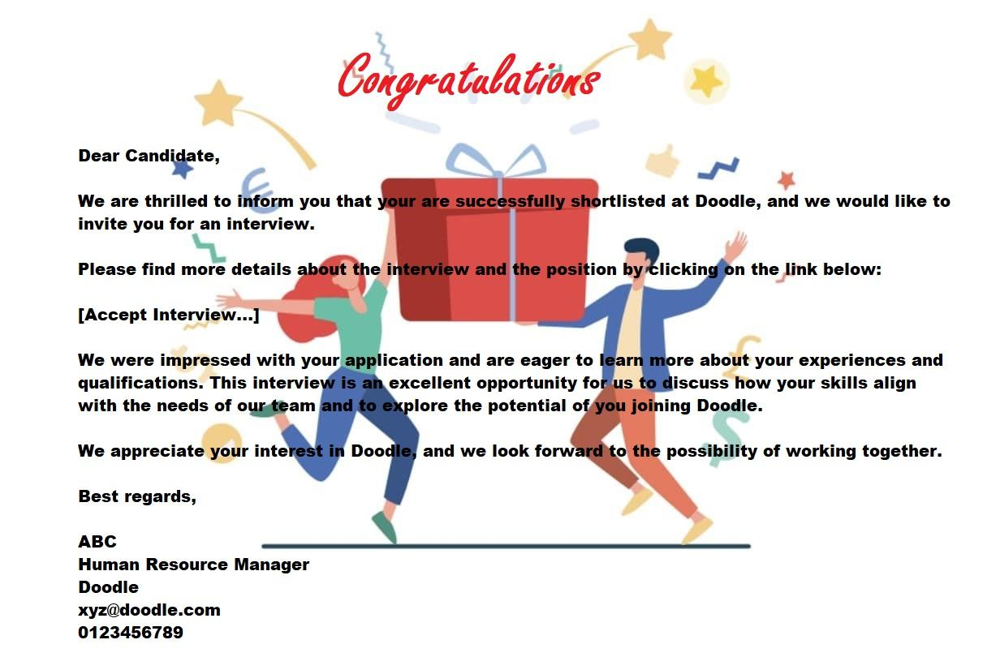 Congratulations
Dear Candidate,
We are thrilled to inform you that your are successfully shortlisted at Doodle, and we would like to
invite you for an interview.
Please find more details about the interview and the position by clicking on the link below:
[Accept Interview...]
We were impressed with your application and are eager to learn more about your experiences and
qualifications. This interview is an excellent opportunity for us to discuss how your skills align
with the needs of our team and to explore the potential of you joining Doodle.
We appreciate your interest in Doodle, and we look forward to the possibility of working together.
Best regards,
ABC
Human Resource Manager
Doodle
xyz@doodle.com
0123456789